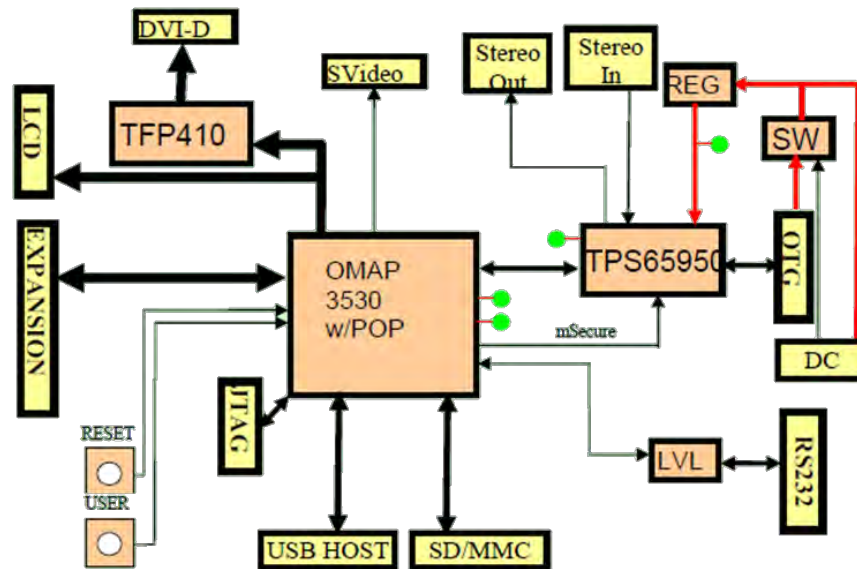 DVI-D
SVideo
Stereo
Out
Stereo
In
REG
LCD
TFP410
SW
EXPANSION
OMAP
3530
w/POP
TPS65950
OTG
mSecure
DC
JTAG
RESET
LVL
RS232
USER
USB HOST
SD/MMC